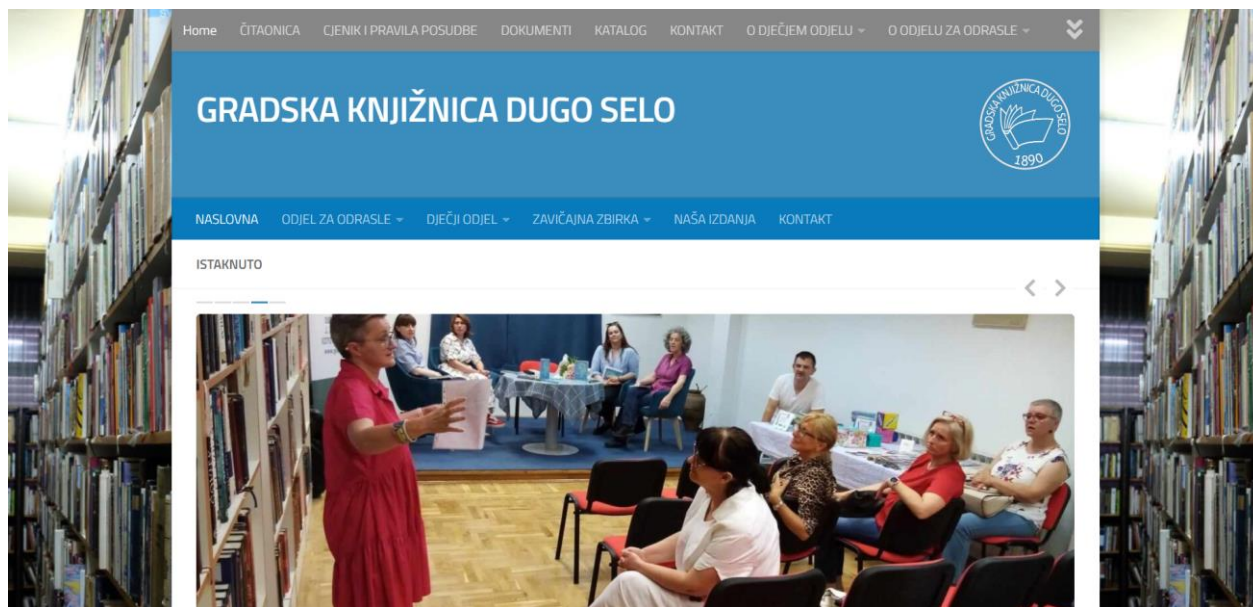 Home ČITAONICA CJENIK I PRAVILA POSUDBE DOKUMENTI KATALOG KONTAKT O DJEČJEM ODJELU O ODJELU ZA ODRASLE
GRADSKA KNJIŽNICA DUGO SELO
GRADSKA KNJIŽNICA DUGO SELO
1890
NASLOVNA ODJEL ZA ODRASLE DJEČJI ODJEL ZAVIČAJNA ZBIRKA NAŠA IZDANJA KONTAKT
ISTAKNUTO